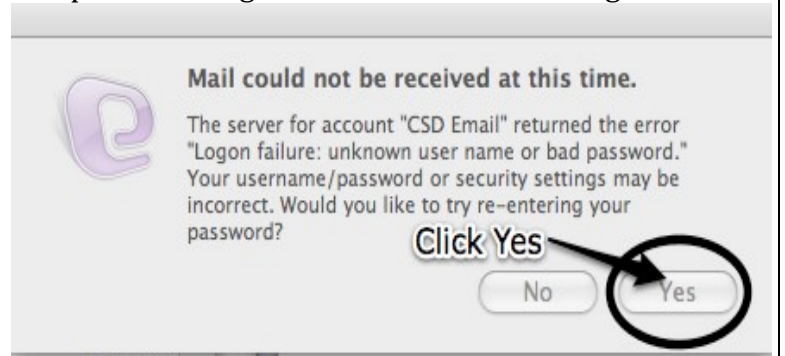 Mail could not be received at this time.
The server for account "CSD Email" returned the error
"Logon failure: unknown user name or bad password."
Your username/password or security settings may be
incorrect. Would you like to try re-entering your
password?
Click Yes
No
Yes